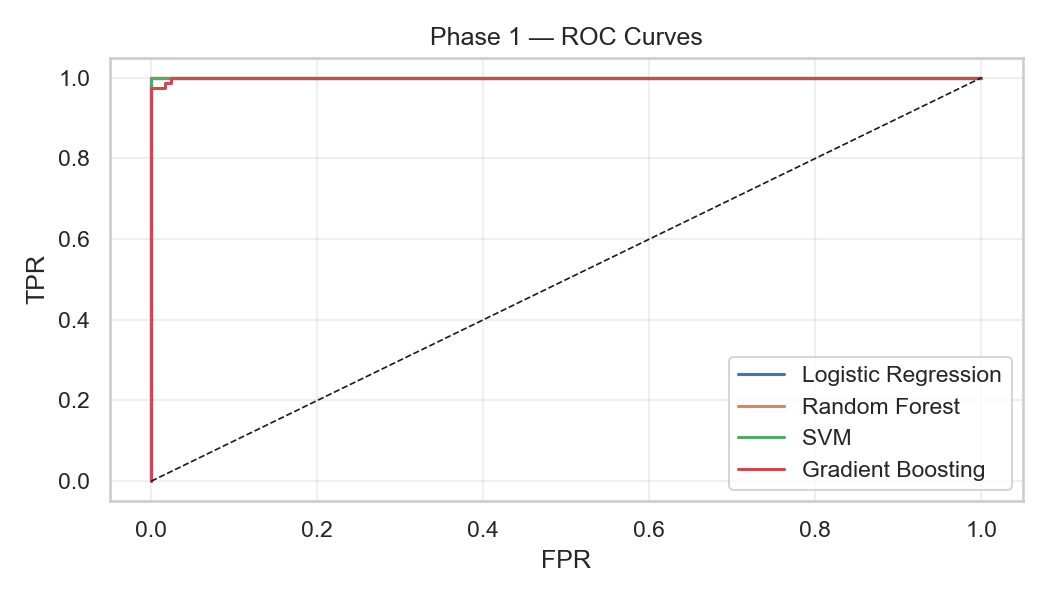 Phase 1 — ROC Curves
TPR
1.0
0.8
0.6
0.4
0.2
0.0
0.0 0.2 0.4 0.6 0.8 1.0
FPR
Logistic Regression
Random Forest
SVM
Gradient Boosting